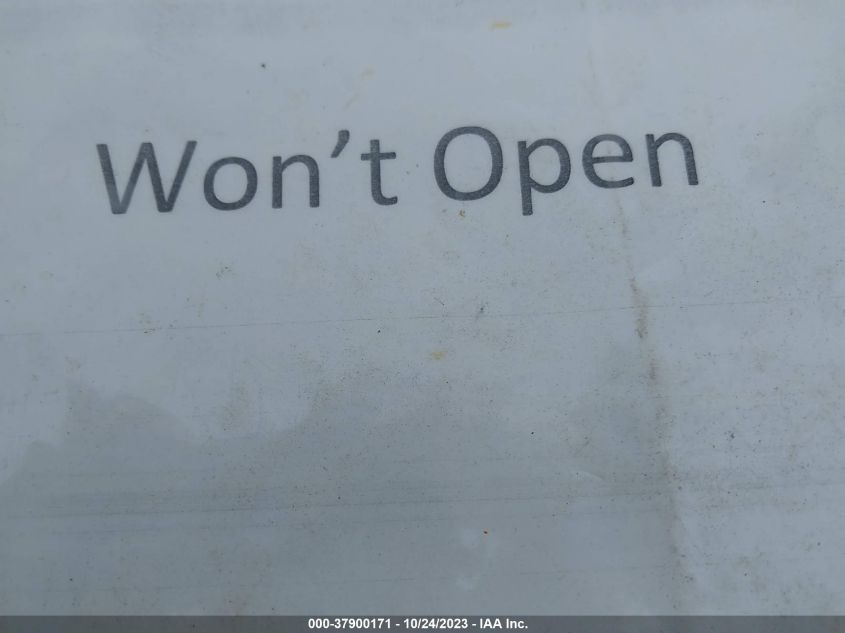 Won’t Open
000-37900171 - 10/24/2023 - IAA Inc.